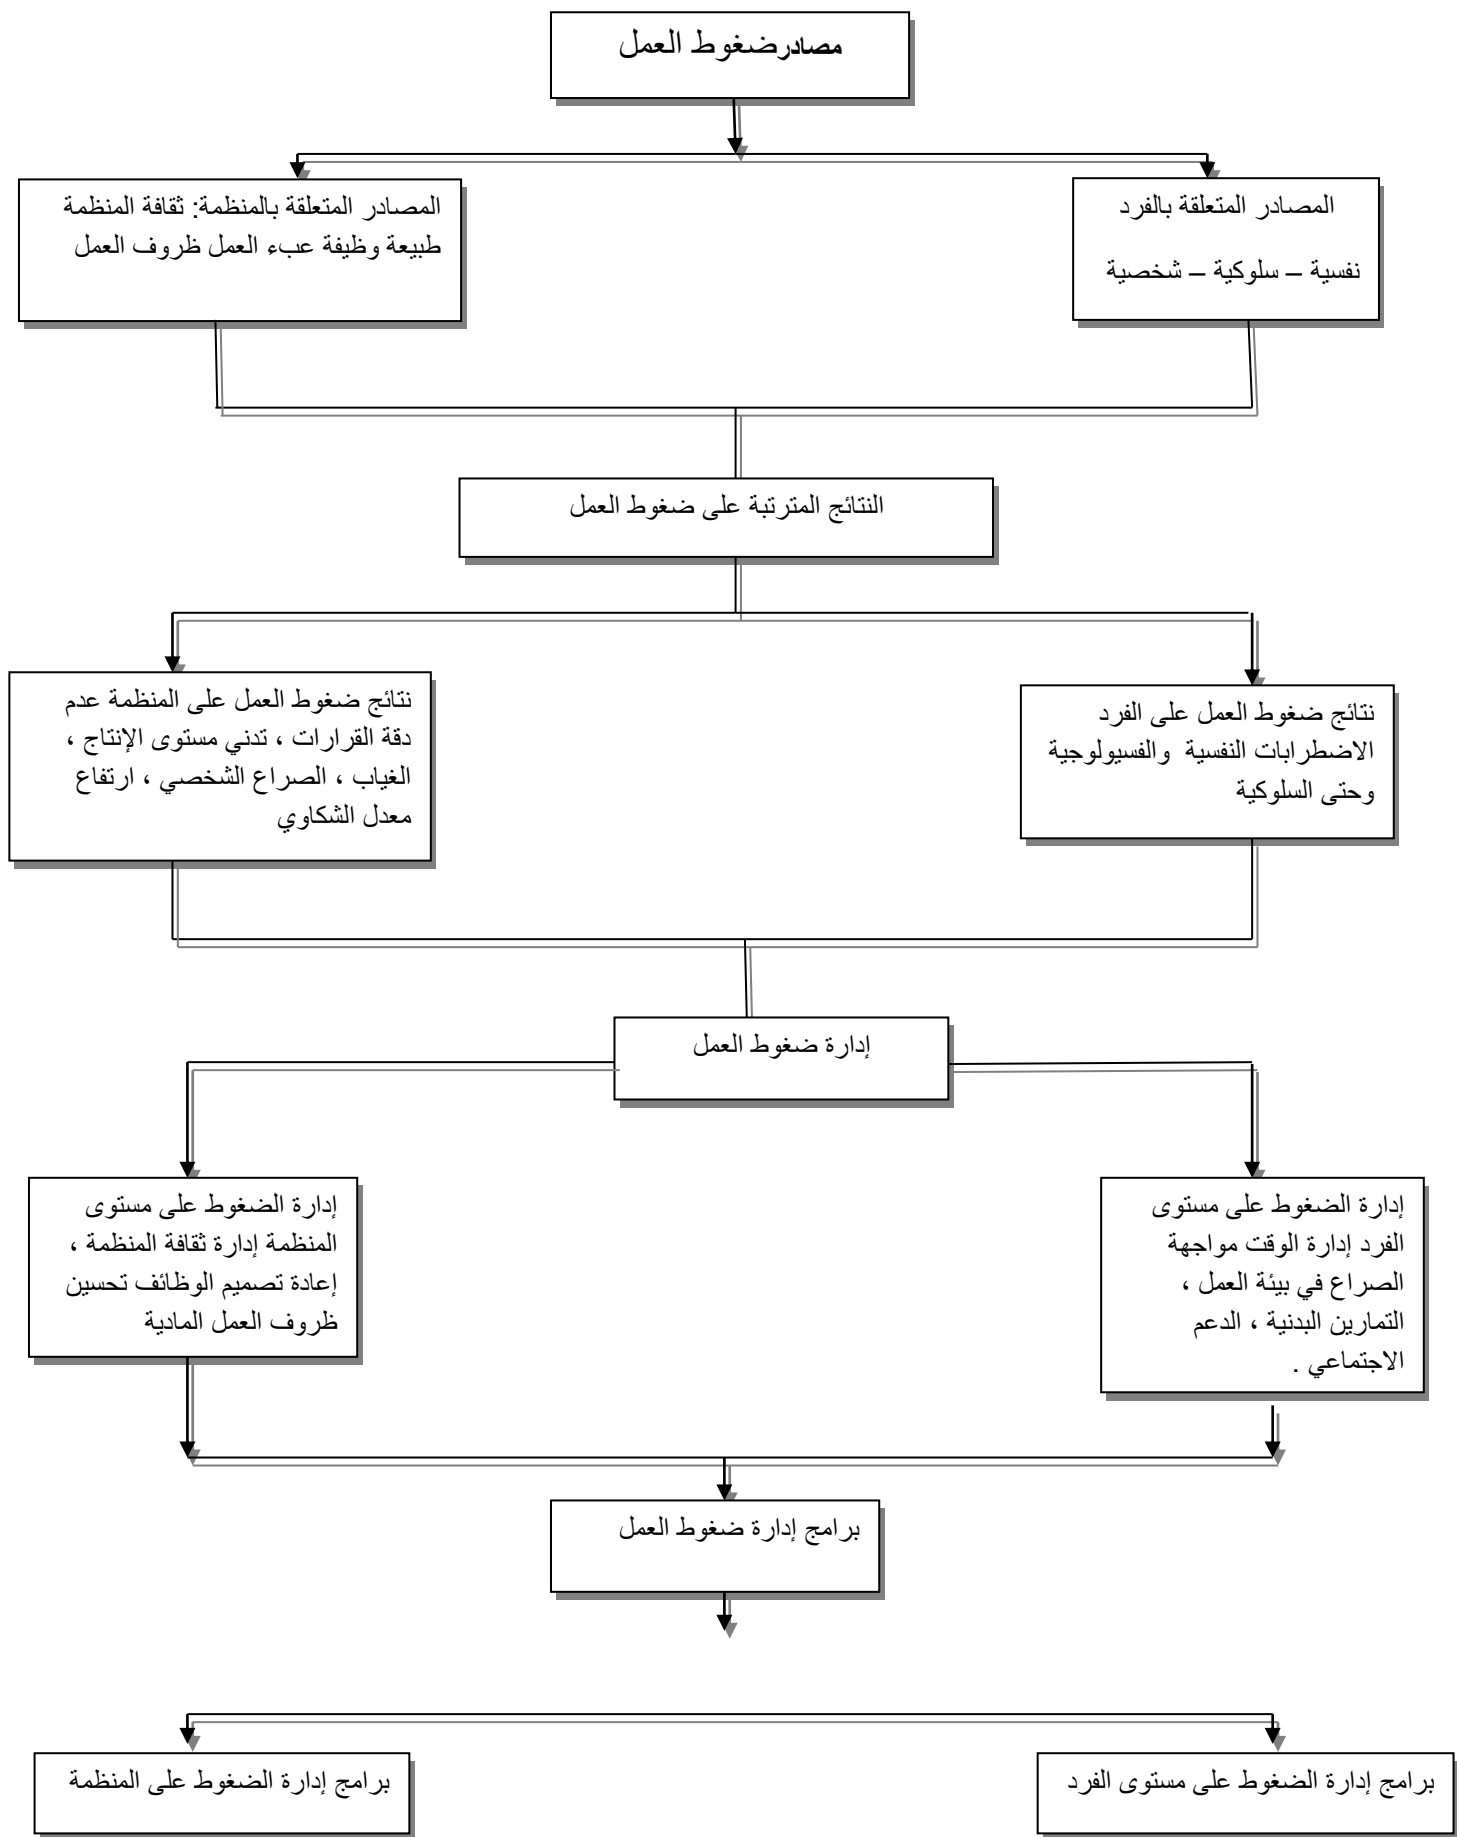 مصادرضغوط العمل
المصادر المتعلقة بالفرد
نفسية – سلوكية – شخصية
المصادر المتعلقة بالمنظمة: ثقافة المنظمة
طبيعة وظيفة عبء العمل ظروف العمل
النتائج المترتبة على ضغوط العمل
نتائج ضغوط العمل على الفرد
الاضطرابات النفسية والفسيولوجية
وحتى السلوكية
نتائج ضغوط العمل على المنظمة عدم
دقة القرارات ، تدني مستوى الإنتاج ،
الغياب ، الصراع الشخصي ، ارتفاع
معدل الشكاوي
إدارة ضغوط العمل
إدارة الضغوط على مستوى
الفرد إدارة الوقت مواجهة
الصراع في بيئة العمل ،
التمارين البدنية ، الدعم
الاجتماعي .
إدارة الضغوط على مستوى
المنظمة إدارة ثقافة المنظمة ،
إعادة تصميم الوظائف تحسين
ظروف العمل المادية
برامج إدارة ضغوط العمل
برامج إدارة الضغوط على مستوى الفرد
برامج إدارة الضغوط على المنظمة